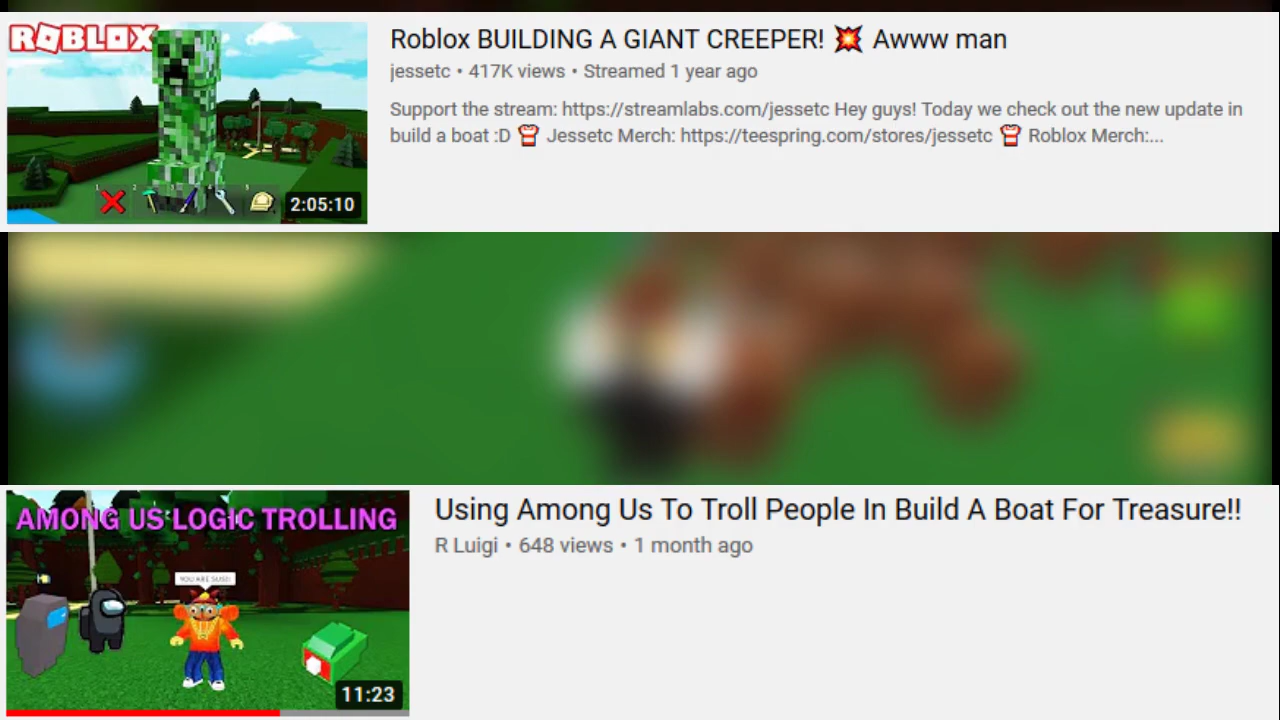 ROBLOX
2:05:10
Roblox BUILDING A GIANT CREEPER! 💥 Awww man
jessetc • 417K views • Streamed 1 year ago
Support the stream: https://streamlabs.com/jessetc Hey guys! Today we check out the new update in
build a boat :D 👕 Jessetc Merch: https://teespring.com/stores/jessetc 👕 Roblox Merch:...
AMONG US LOGIC TROLLING
YOU ARE SUS!!
11:23
Using Among Us To Troll People In Build A Boat For Treasure!!
R Luigi • 648 views • 1 month ago